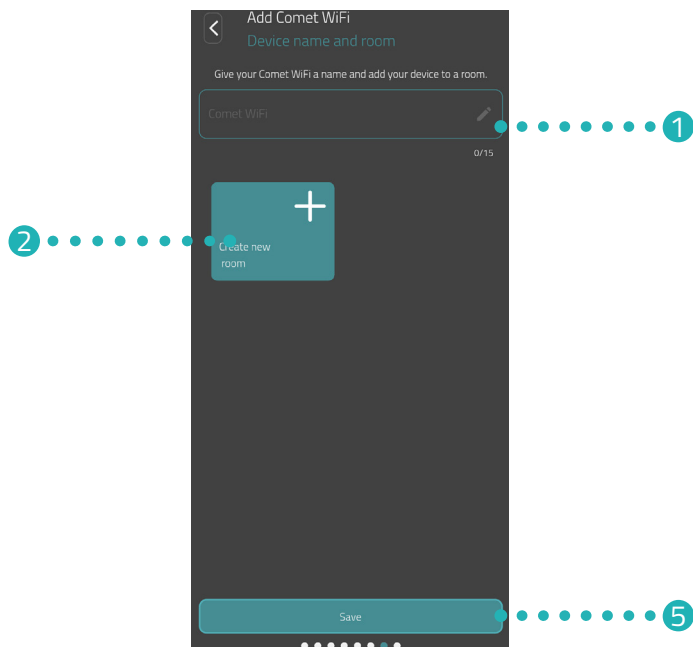 Add Comet WiFi
Device name and room
Give your Comet WiFi a name and add your device to a room.
Comet WiFi
1
0/15
2
Create new
room
Save
5